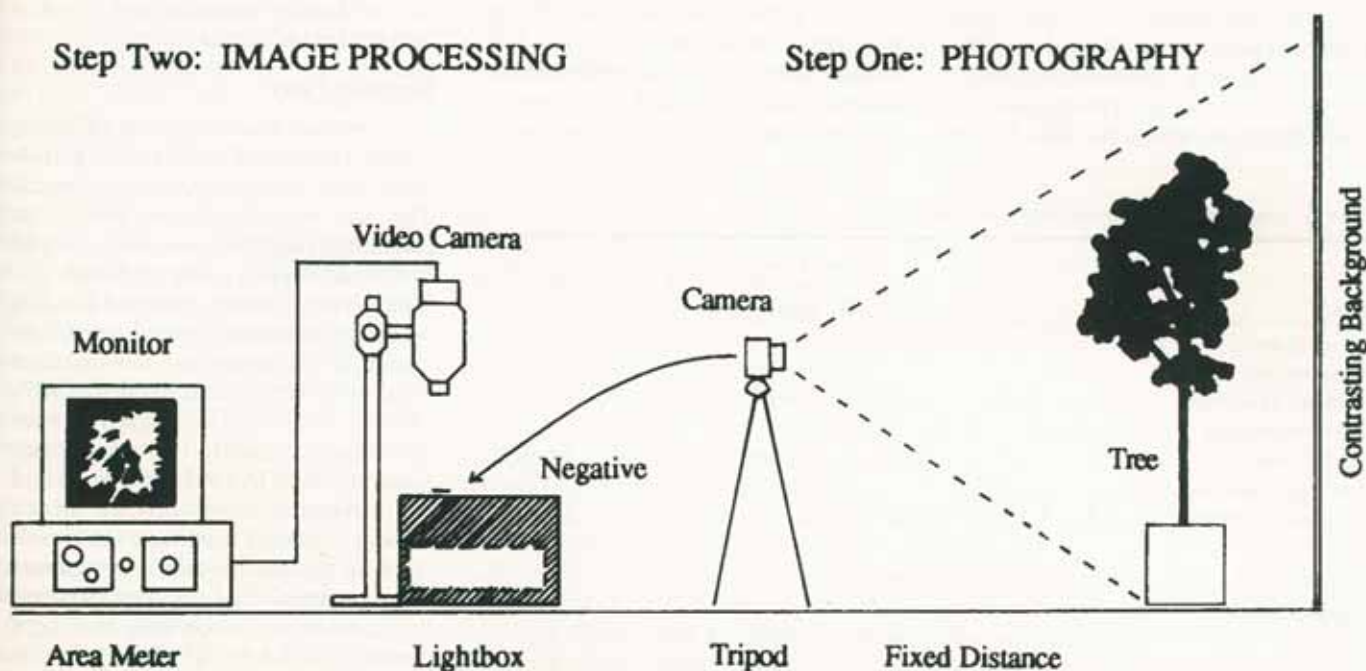 Step Two: IMAGE PROCESSING
Step One: PHOTOGRAPHY
Video Camera
Camera
Monitor
Negative
Tree
Contrasting Background
Area Meter
Lightbox
Tripod
Fixed Distance